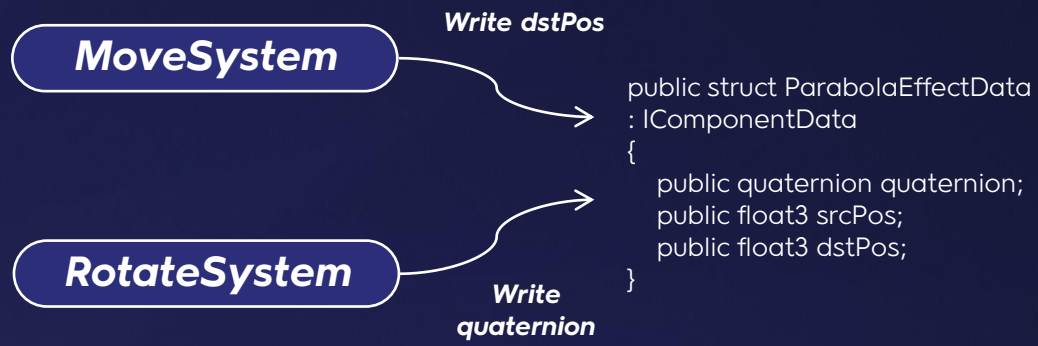 Write dstPos
MoveSystem
public struct ParabolaEffectData
: IComponentData
{
public quaternion quaternion;
public float3 srcPos;
public float3 dstPos;
}
RotateSystem
Write
quaternion